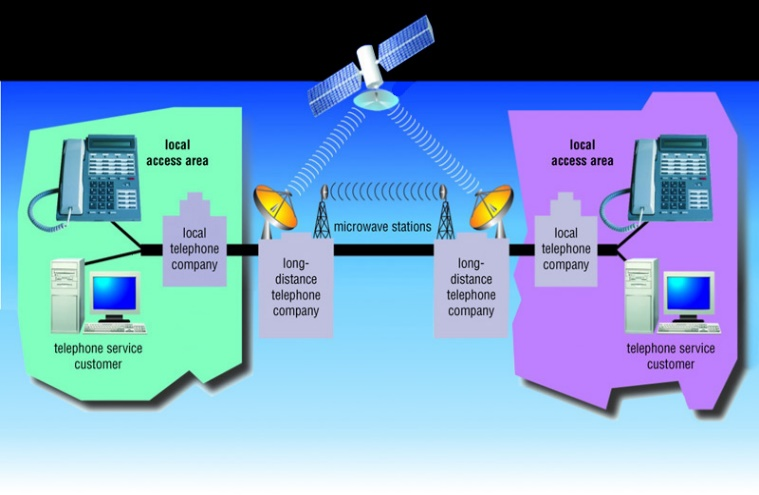 local
access area
local
telephone
company
telephone service
customer
long-
distance
telephone
company
microwave stations
long-
distance
telephone
company
local
access area
local
telephone
company
telephone service
customer